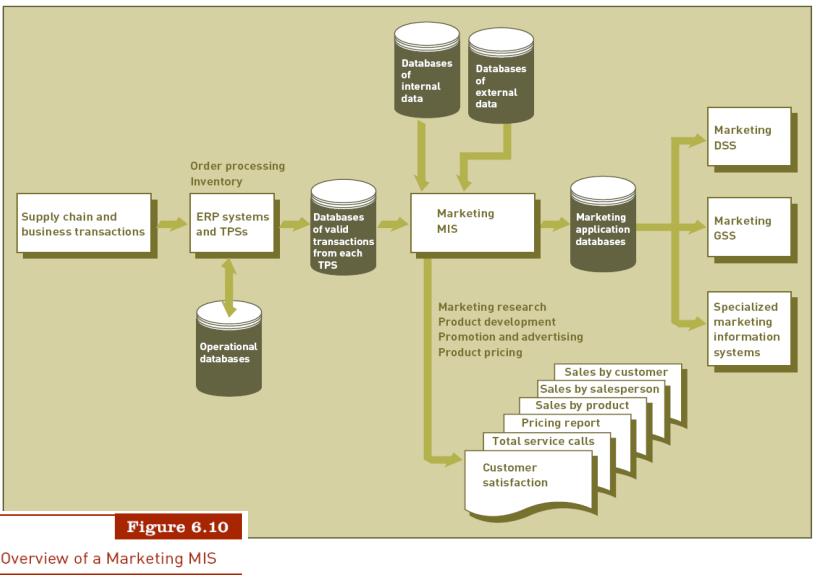 Databases
of
internal
data
Databases
of
external
data
Marketing
DSS
Order processing
Inventory
Supply chain and
business transactions
ERP systems
and TPSs
Databases
of valid
transactions
from each
TPS
Marketing
MIS
Marketing
application
databases
Marketing
GSS
Operational
databases
Marketing research
Product development
Promotion and advertising
Product pricing
Specialized
marketing
information
systems
Sales by customer
Sales by salesperson
Sales by product
Pricing report
Total service calls
Customer
satisfaction
Figure 6.10
Overview of a Marketing MIS